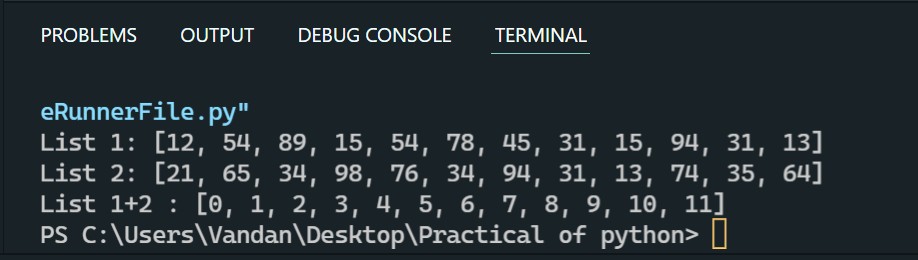 PROBLEMS OUTPUT DEBUG CONSOLE TERMINAL
eRunnerFile.py"
List 1: [12, 54, 89, 15, 54, 78, 45, 31, 15, 94, 31, 13]
List 2: [21, 65, 34, 98, 76, 34, 94, 31, 13, 74, 35, 64]
List 1+2 : [0, 1, 2, 3, 4, 5, 6, 7, 8, 9, 10, 11]
PS C:\Users\Vandan\Desktop\Practical of python>